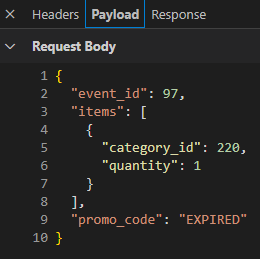 Headers Payload Response
Request Body
1 {
2 "event_id": 97,
3 "items": [
4 {
5 "category_id": 220,
6 "quantity": 1
7 }
8 ],
9 "promo_code": "EXPIRED"
10 }